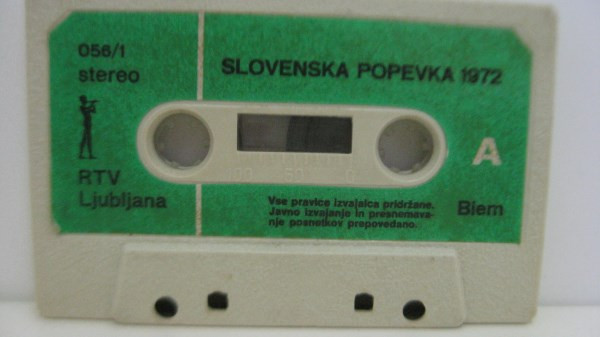 056/1
stereo
SLOVENSKA POPEVKA 1972
A
RTV
Ljubljana
Vse pravice izvajalca pridržane.
Javno izvajanje in presnemava-
nje posnetkov prepovedano.
Biem